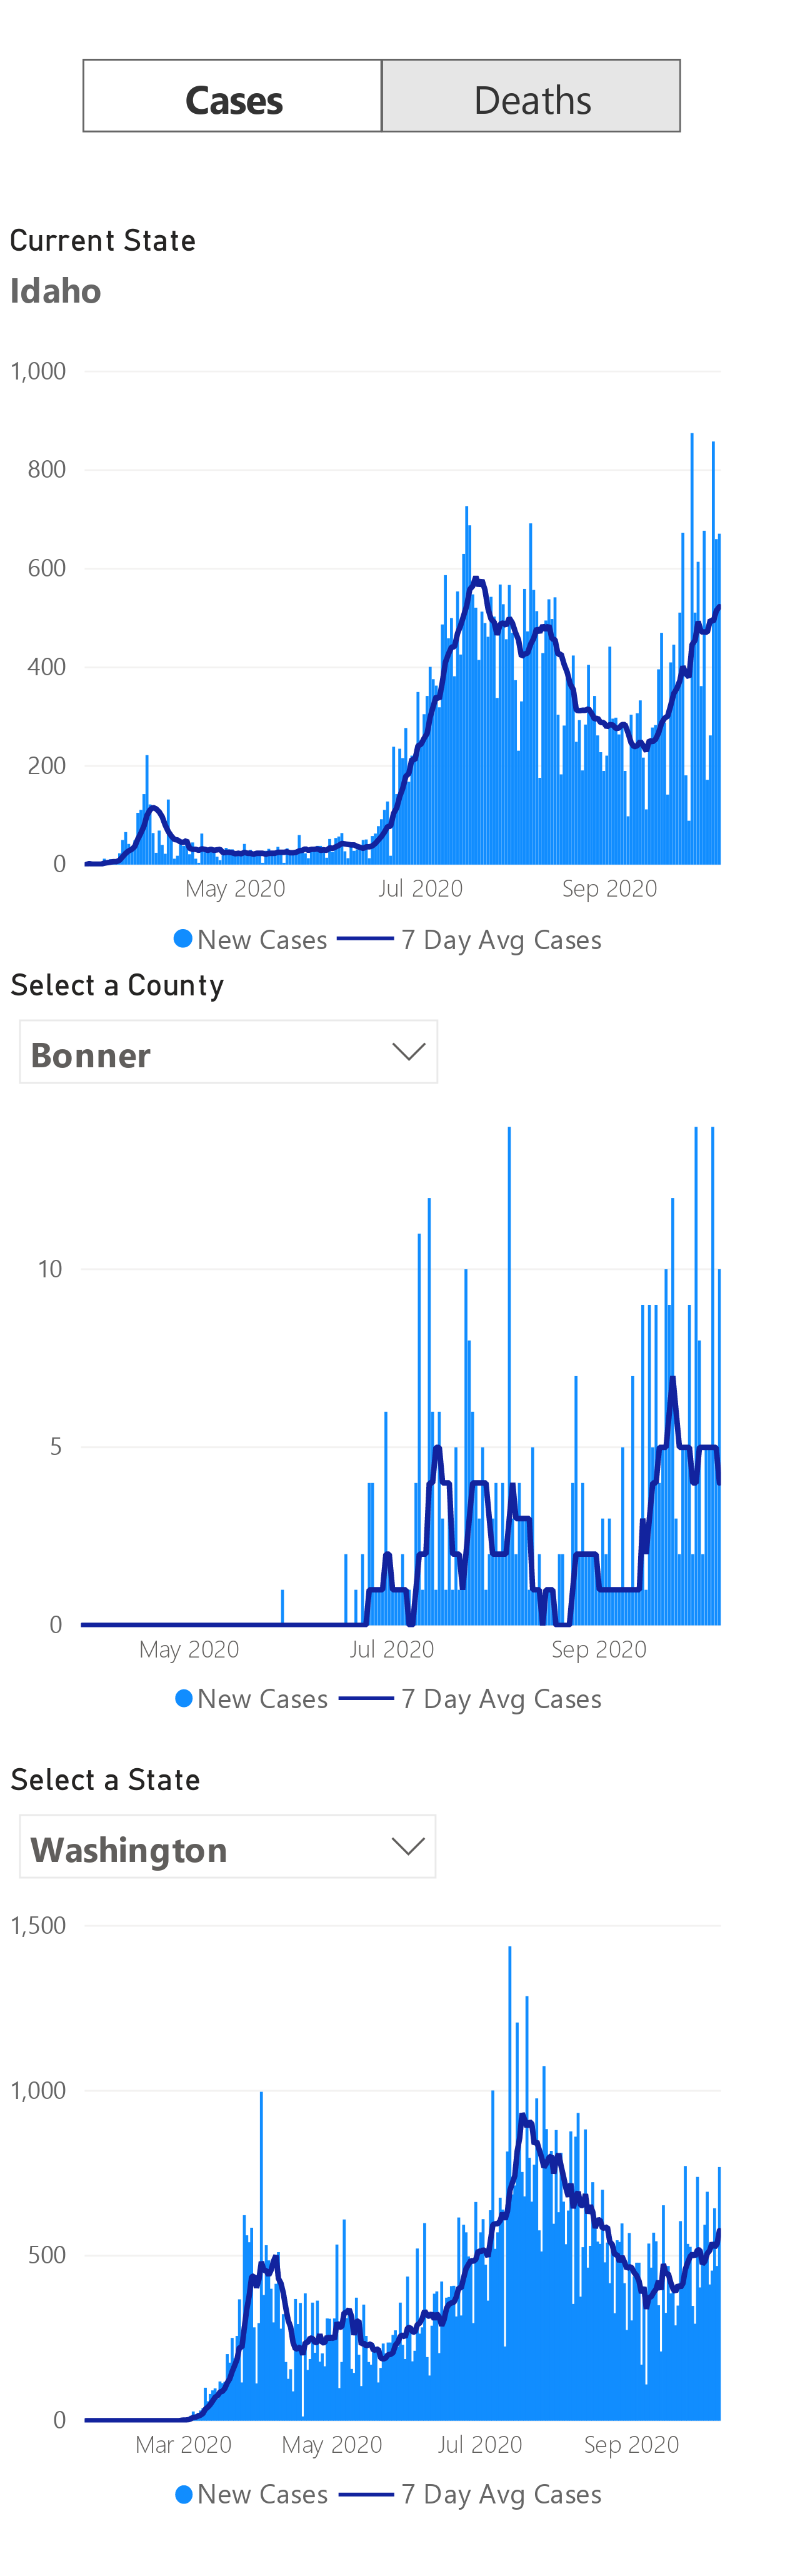 Cases Deaths
Current State
Idaho
1,000
800
600
400
200
0
May 2020 Jul 2020 Sep 2020
New Cases 7 Day Avg Cases
Select a County
Bonner
10
5
0
May 2020 Jul 2020 Sep 2020
New Cases 7 Day Avg Cases
Select a State
Washington
1,500
1,000
500
0
Mar 2020 May 2020 Jul 2020 Sep 2020
New Cases 7 Day Avg Cases